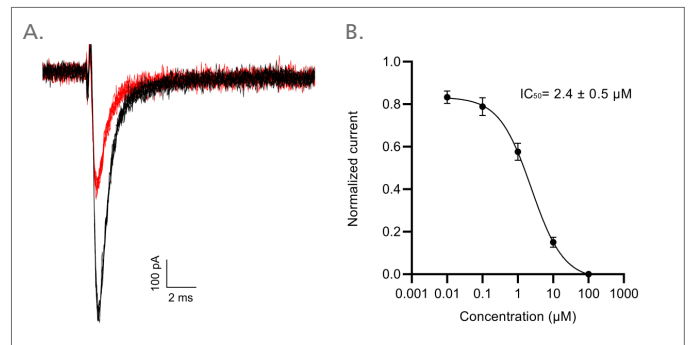 A.
100 pA
2 ms
B.
Normalized current
1.0
0.8
0.6
0.4
0.2
0.0
IC₅₀= 2.4 ± 0.5 µM
0.001 0.01 0.1 1 10 100 1000
Concentration (µM)